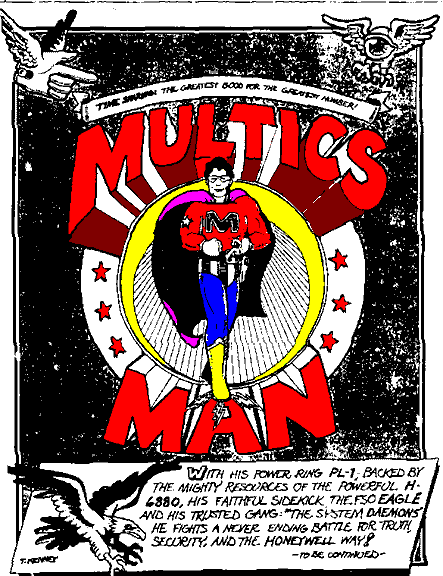 TIME SHARING: THE GREATEST GOOD FOR THE GREATEST NUMBER!
MULTICS
M
MAN
WITH HIS POWER RING PL-1, BACKED BY
THE MIGHTY RESOURCES OF THE POWERFUL H-
6880, HIS FAITHFUL SIDEKICK, THE FSO EAGLE
AND HIS TRUSTED GANG: "THE SYSTEM DAEMONS"
HE FIGHTS A NEVER ENDING BATTLE FOR TRUTH,
SECURITY, AND THE HONEYWELL WAY!
-TO BE CONTINUED-
T. KENNEY